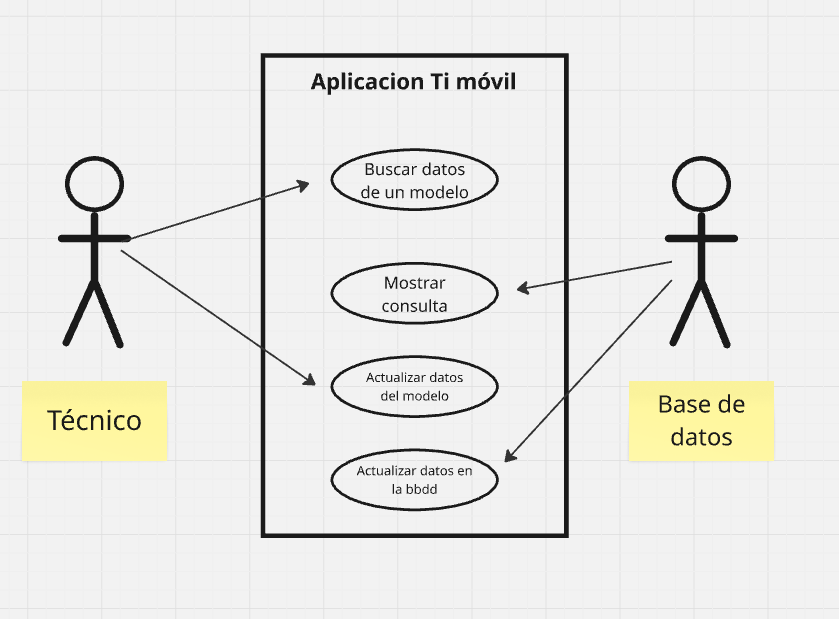 Aplicacion Ti móvil
Buscar datos
de un modelo
Mostrar
consulta
Actualizar datos
del modelo
Actualizar datos en
la bbdd
Técnico
Base de
datos